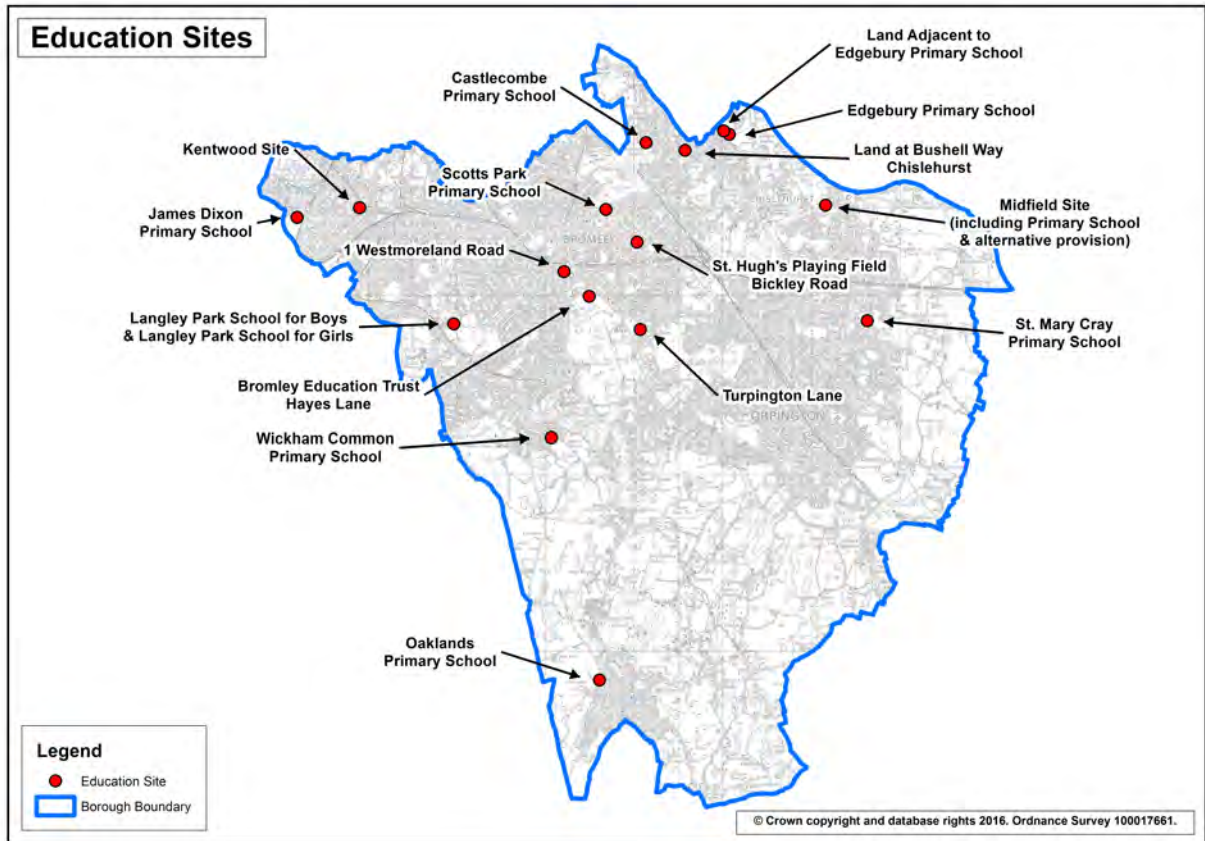 Education Sites
Land Adjacent to
Edgebury Primary School
Castlecombe
Primary School
Edgebury Primary School
Kentwood Site
Land at Bushell Way
Chislehurst
Scotts Park
Primary School
James Dixon
Primary School
Midfield Site
(including Primary School
& alternative provision)
BROMLEY
1 Westmoreland Road
St. Hugh's Playing Field
Bickley Road
Langley Park School for Boys
& Langley Park School for Girls
St. Mary Cray
Primary School
Bromley Education Trust
Hayes Lane
Turpington Lane
ORPINGTON
Wickham Common
Primary School
Oaklands
Primary School
Legend
Education Site
Borough Boundary
© Crown copyright and database rights 2016. Ordnance Survey 100017661.